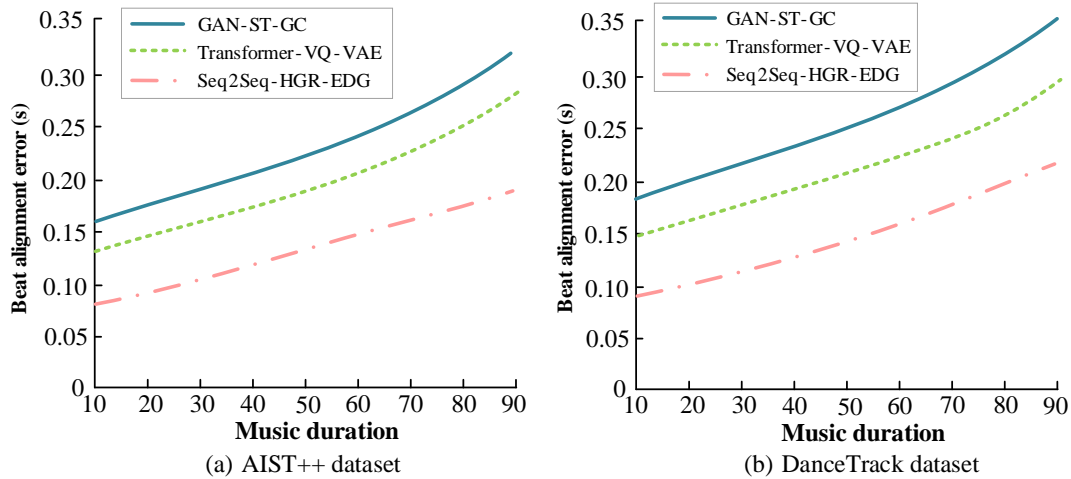 0.35
0.30
0.25
0.20
0.15
0.10
0.05
0
Beat alignment error (s)
GAN-ST-GC
Transformer-VQ-VAE
Seq2Seq-HGR-EDG
10 20 30 40 50 60 70 80 90
Music duration
(a) AIST++ dataset
0.35
0.30
0.25
0.20
0.15
0.10
0.05
0
Beat alignment error (s)
GAN-ST-GC
Transformer-VQ-VAE
Seq2Seq-HGR-EDG
10 20 30 40 50 60 70 80 90
Music duration
(b) DanceTrack dataset